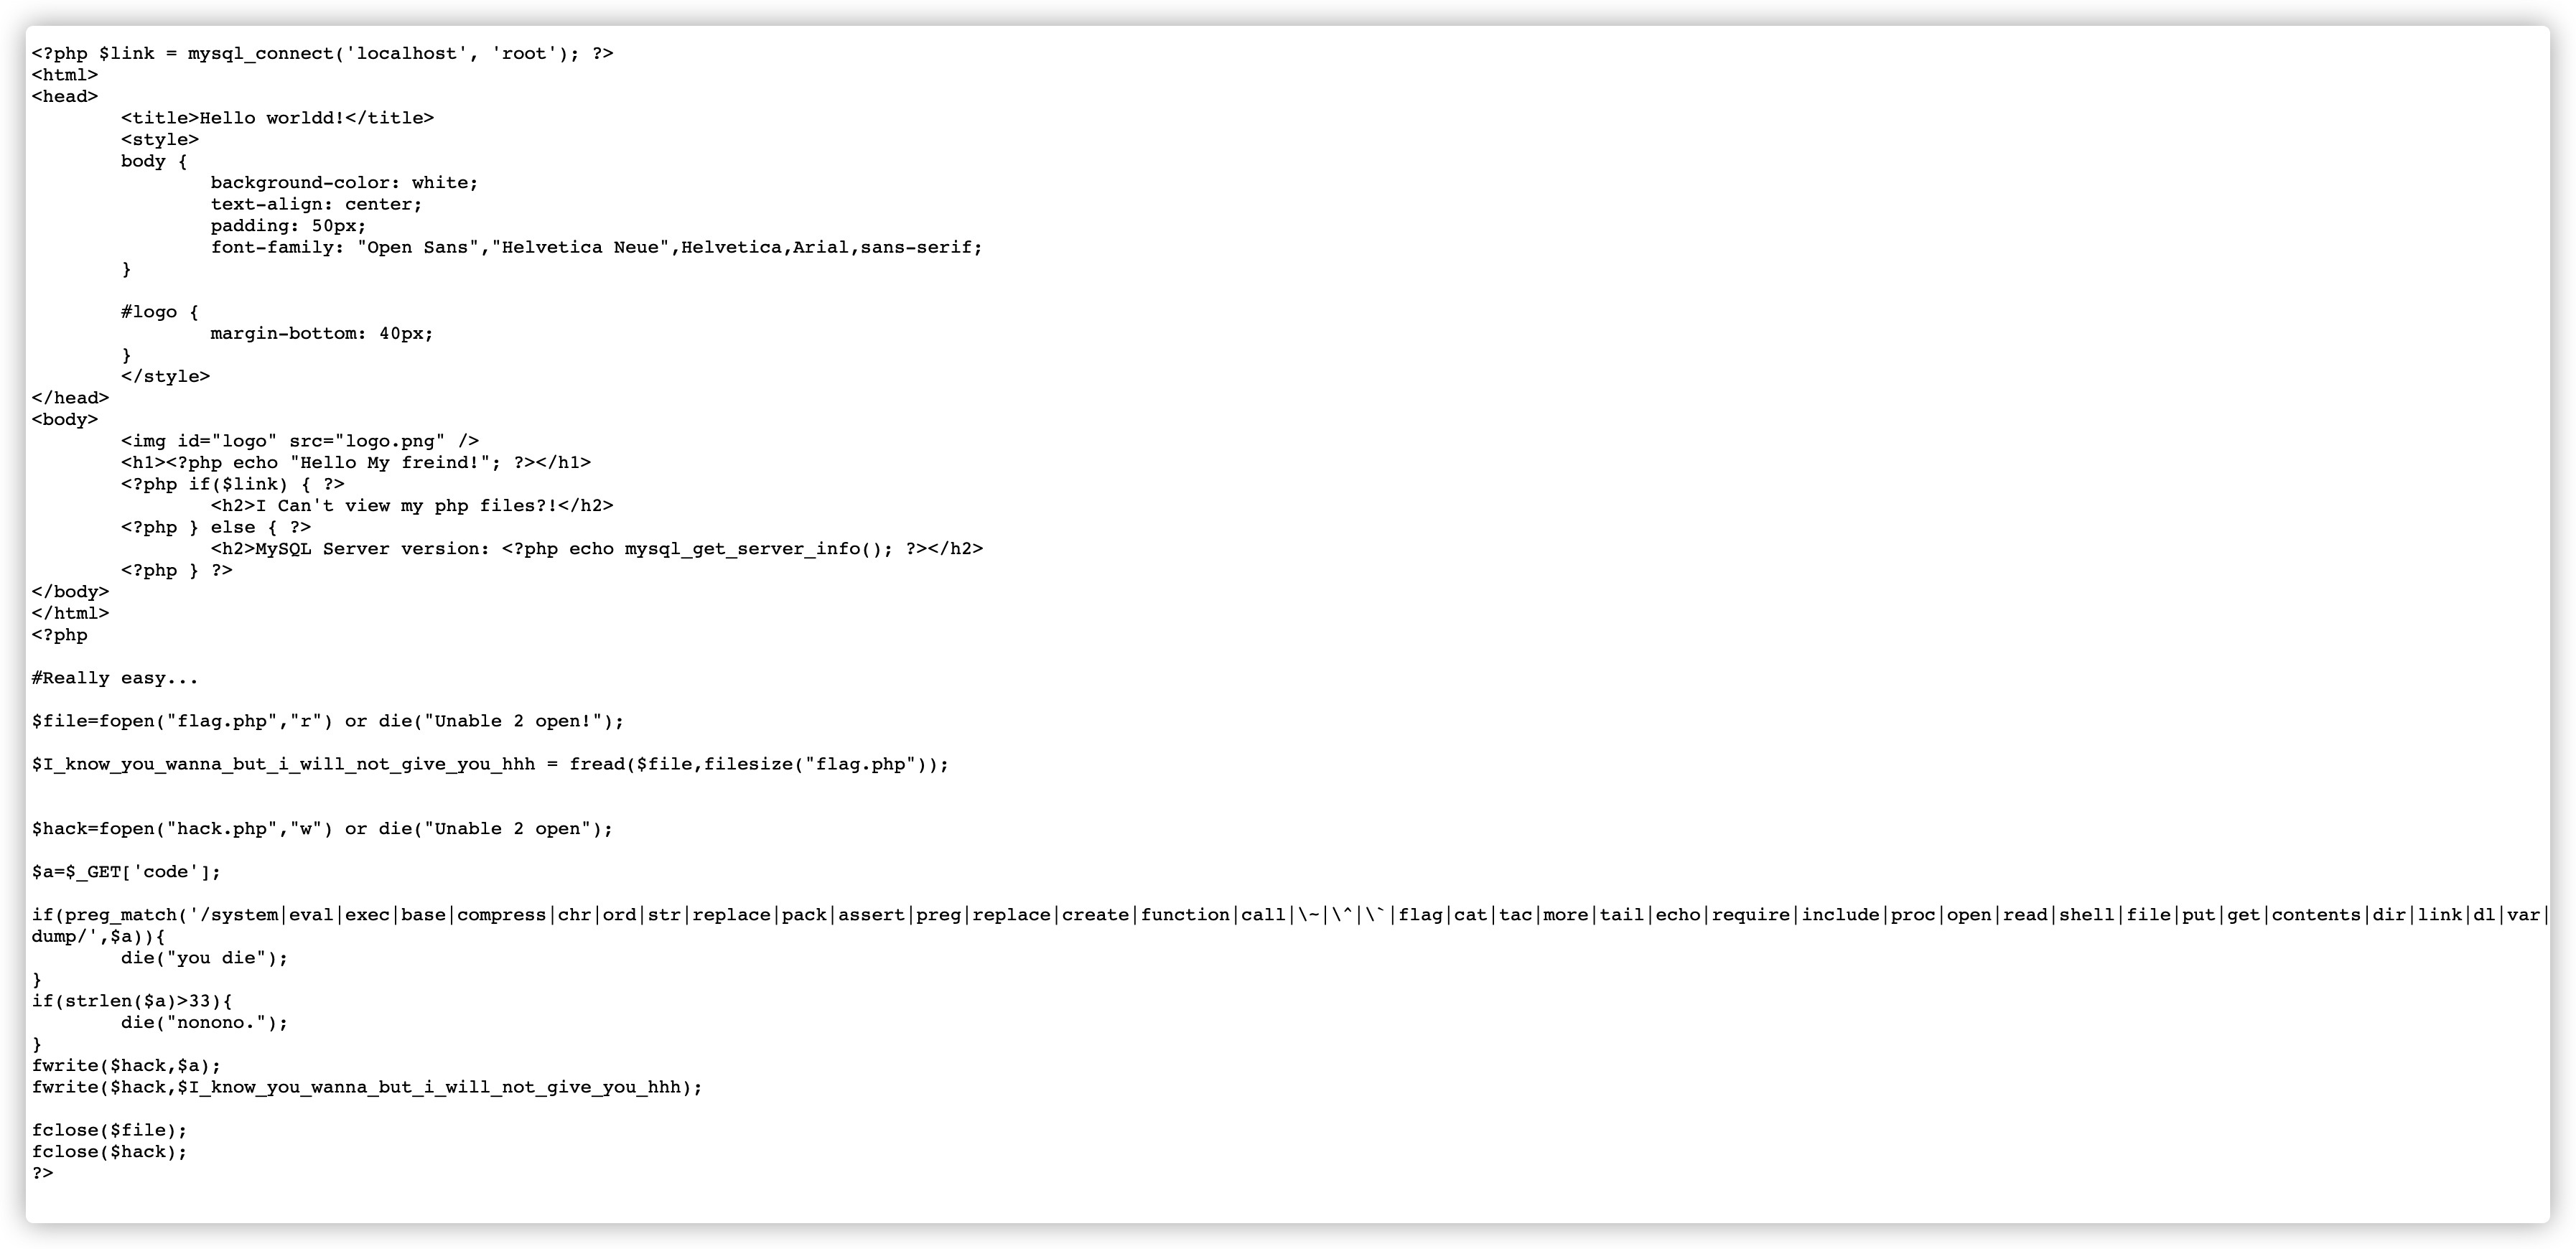 <?php $link = mysql_connect('localhost', 'root'); ?>
<html>
<head>
        <title>Hello worldd!</title>
        <style>
        body {
                background-color: white;
                text-align: center;
                padding: 50px;
                font-family: "Open Sans","Helvetica Neue",Helvetica,Arial,sans-serif;
        }

        #logo {
                margin-bottom: 40px;
        }
        </style>
</head>
<body>
        <img id="logo" src="logo.png" />
        <h1><?php echo "Hello My freind!"; ?></h1>
        <?php if($link) { ?>
                <h2>I Can't view my php files?!</h2>
        <?php } else { ?>
                <h2>MySQL Server version: <?php echo mysql_get_server_info(); ?></h2>
        <?php } ?>
</body>
</html>
<?php

#Really easy...

$file=fopen("flag.php","r") or die("Unable 2 open!");

$I_know_you_wanna_but_i_will_not_give_you_hhh = fread($file,filesize("flag.php"));


$hack=fopen("hack.php","w") or die("Unable 2 open");

$a=$_GET['code'];

if(preg_match('/system|eval|exec|base|compress|chr|ord|str|replace|pack|assert|preg|replace|create|function|call|\~|\^|\`|flag|cat|tac|more|tail|echo|require|include|proc|open|read|shell|file|put|get|contents|dir|link|dl|var|
dump/',$a)){
        die("you die");
}
if(strlen($a)>33){
        die("nonono.");
}
fwrite($hack,$a);
fwrite($hack,$I_know_you_wanna_but_i_will_not_give_you_hhh);

fclose($file);
fclose($hack);
?>